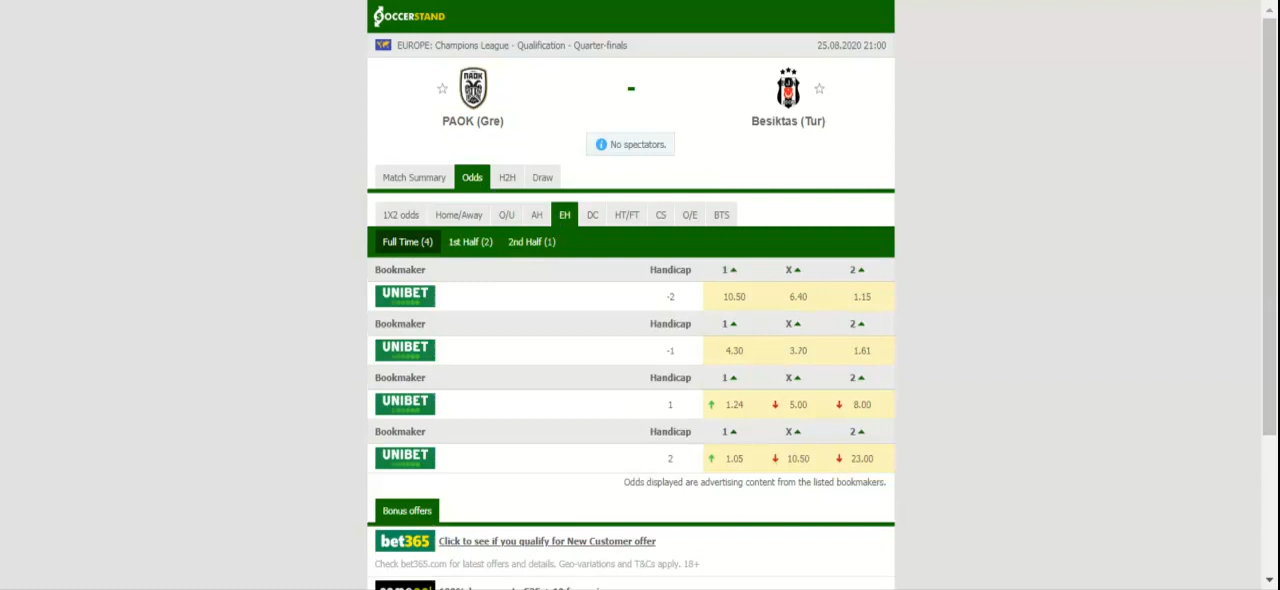 SOCCERSTAND
EUROPE: Champions League - Qualification - Quarter-finals 25.08.2020 21:00
ΠΑΟΚ
PAOK (Gre) - Besiktas (Tur)
No spectators.
Match Summary Odds H2H Draw
1X2 odds Home/Away O/U AH EH DC HT/FT CS O/E BTS
Full Time (4) 1st Half (2) 2nd Half (1)
Bookmaker Handicap 1 X 2
UNIBET -2 10.50 6.40 1.15
Bookmaker Handicap 1 X 2
UNIBET -1 4.30 3.70 1.61
Bookmaker Handicap 1 X 2
UNIBET 1 1.24 5.00 8.00
Bookmaker Handicap 1 X 2
UNIBET 2 1.05 10.50 23.00
Odds displayed are advertising content from the listed bookmakers.
Bonus offers
bet365 Click to see if you qualify for New Customer offer
Check bet365.com for latest offers and details. Geo-variations and T&Cs apply. 18+